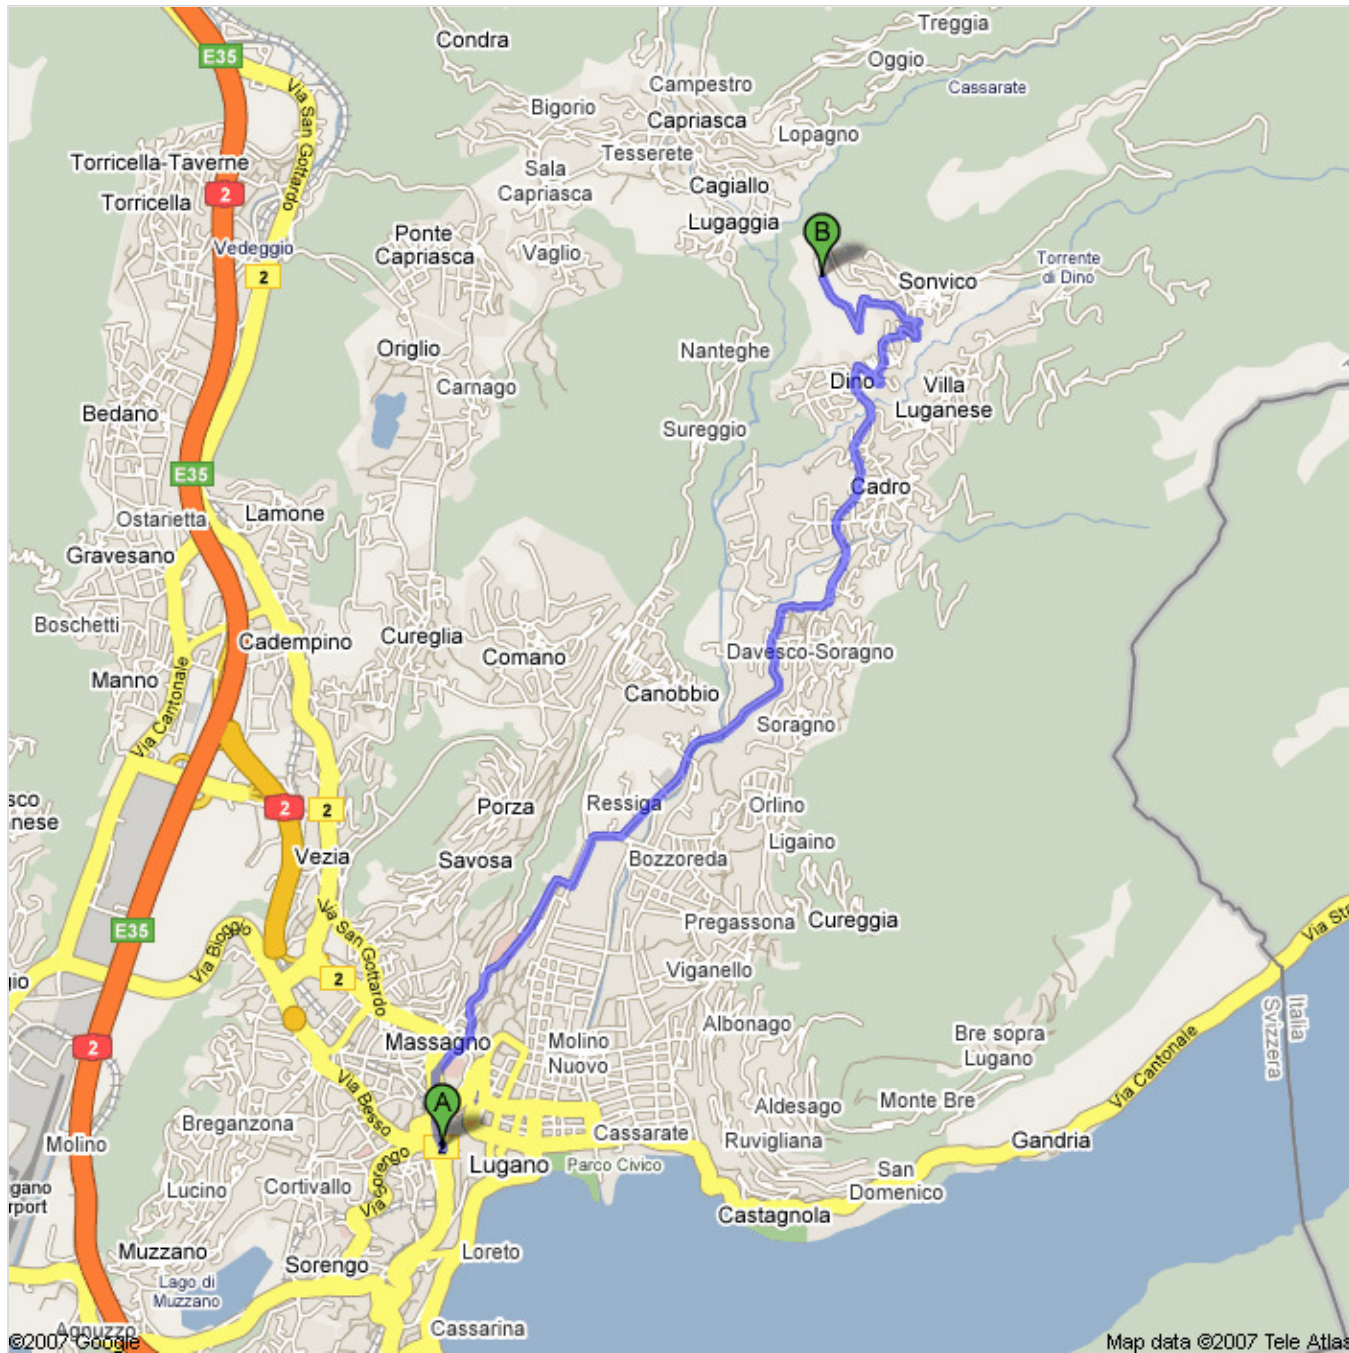 Treggia
Condra
E35
Oggio
Via San Gottardo
Campestro
Cassarate
Bigorio
Capriasca
Lopagno
Torricella-Taverne
Tesserete
Sala
Capriasca
Cagiallo
2
Torricella
Lugaggia
Ponte
Capriasca
B
Vedeggio
Vaglio
Torrente
di Dino
2
Sonvico
Origlio
Nanteghe
Carnago
Dino
Villa
Luganese
Bedano
Sureggio
E35
Cadro
Ostarietta
Lamone
Gravesano
Boschetti
Cureglia
Cadempino
Comano
Davesco-Soragno
Manno
Via Cantonale
Canobbio
Soragno
sco
nese
2
2
Porza
Ressiga
Orlino
Ligaino
Vezia
Savosa
Bozzoreda
E35
Via San Gottardo
Pregassona
Cureggia
Via Sta
gio
2
Viganello
Italia
Svizzera
2
Massagno
Molino
Nuovo
Albonago
Bre sopra
Lugano
Via Cantonale
Via Besso
A
Monte Bre
Aldesago
Breganzona
Molino
Cassarate
Ruvigliana
Gandria
Via Sorengo
Lugano
Parco Civico
San
Domenico
gano
rport
Lucino
Cortivallo
Castagnola
Muzzano
Sorengo
Loreto
Lago di
Muzzano
Agnuzzo
Cassarina
©2007 Google
Map data ©2007 Tele Atlas